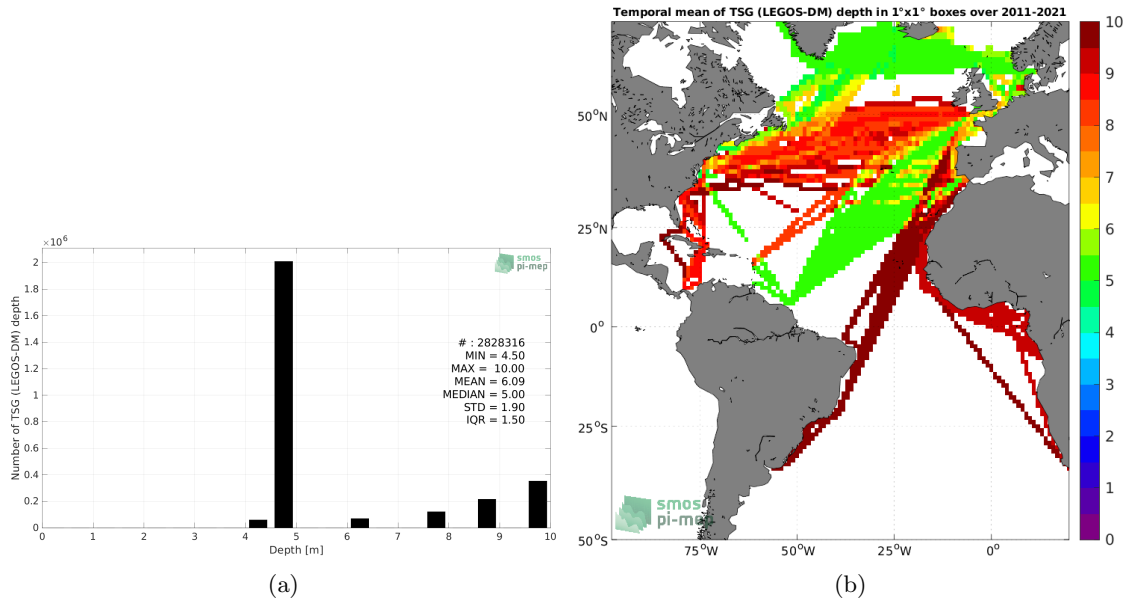 ×10⁶
2
1.8
1.6
1.4
1.2
1
0.8
0.6
0.4
0.2
0
Number of TSG (LEGOS-DM) depth
smos
pi-mep
# : 2828316
MIN = 4.50
MAX = 10.00
MEAN = 6.09
MEDIAN = 5.00
STD = 1.90
IQR = 1.50
0 1 2 3 4 5 6 7 8 9 10
Depth [m]
(a)
Temporal mean of TSG (LEGOS-DM) depth in 1°x1° boxes over 2011-2021
50°N
25°N
0°
25°S
50°S
75°W 50°W 25°W 0°
smos
pi-mep
10
9
8
7
6
5
4
3
2
1
0
(b)